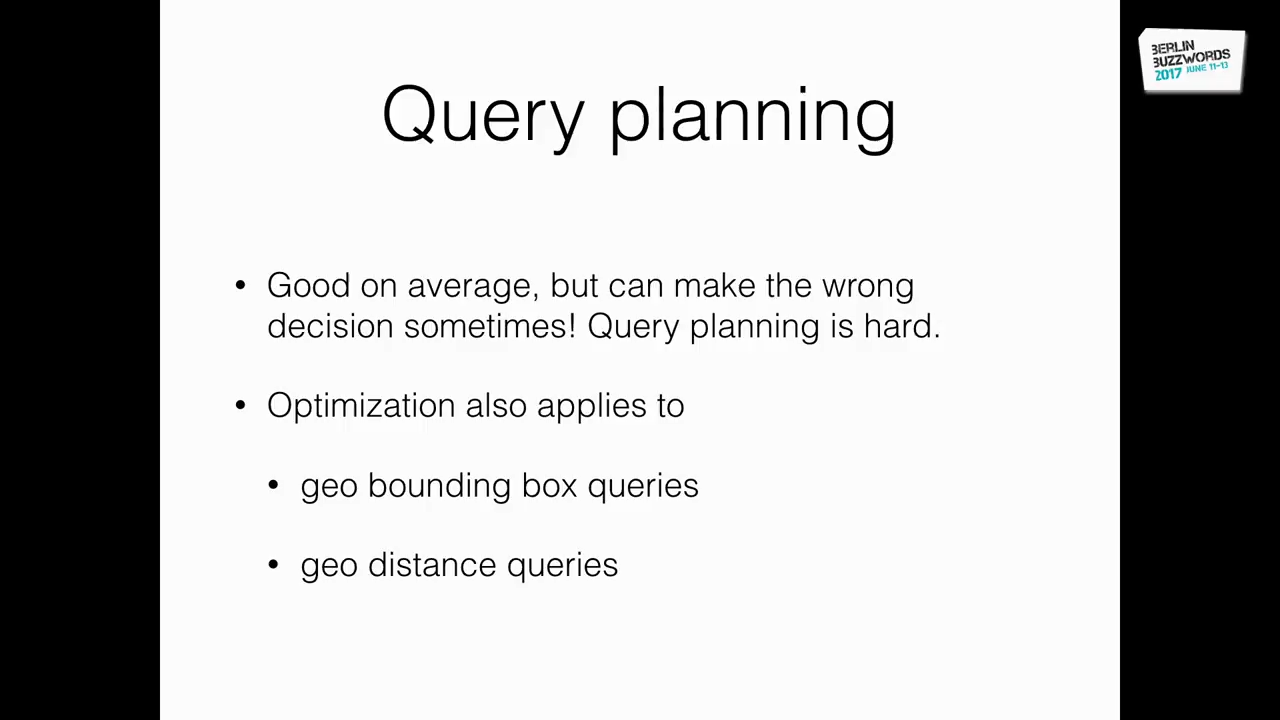 Query planning
• Good on average, but can make the wrong
decision sometimes! Query planning is hard.
• Optimization also applies to
• geo bounding box queries
• geo distance queries
BERLIN
BUZZWORDS
2017 JUNE 11-13